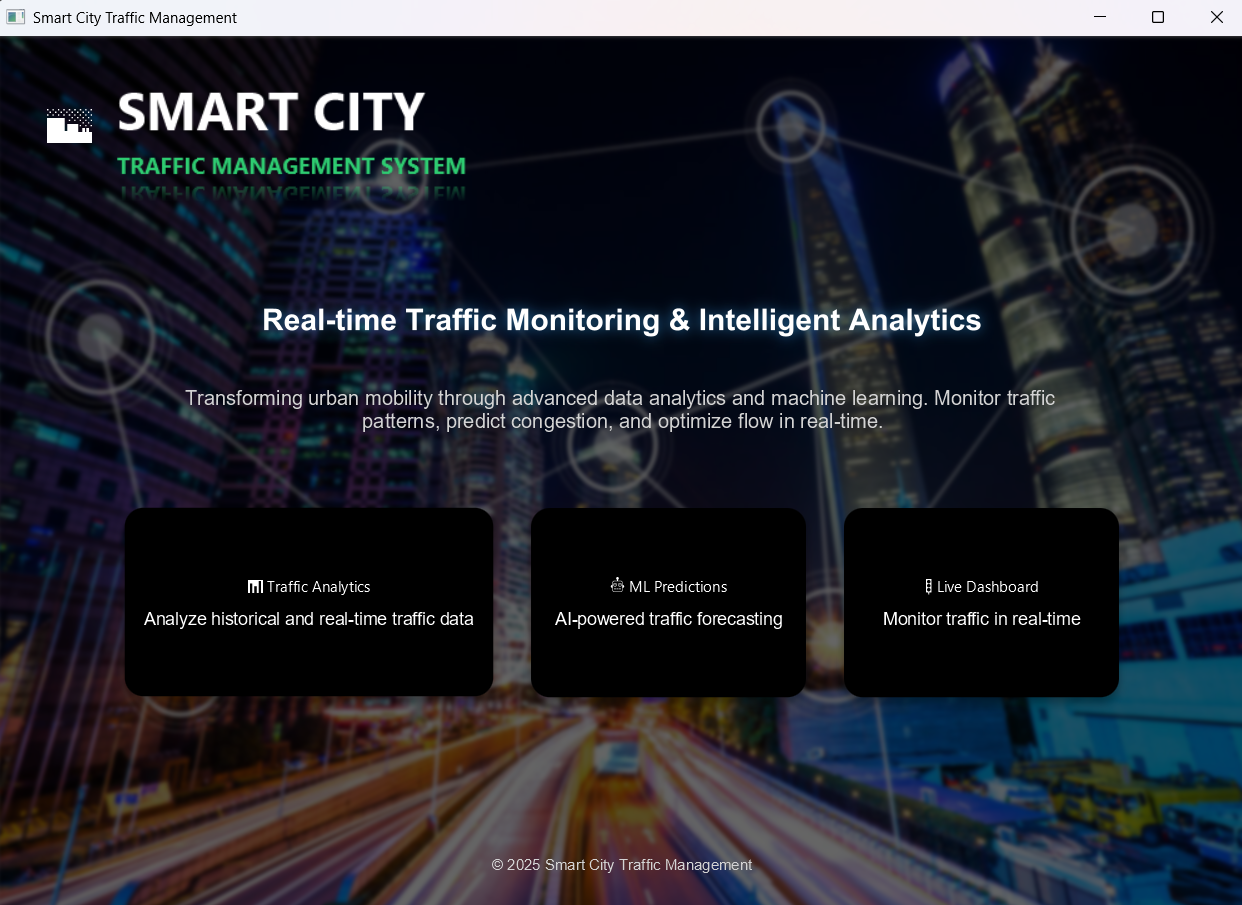 Smart City Traffic Management
SMART CITY
TRAFFIC MANAGEMENT SYSTEM
Real-time Traffic Monitoring & Intelligent Analytics
Transforming urban mobility through advanced data analytics and machine learning. Monitor traffic
patterns, predict congestion, and optimize flow in real-time.
Traffic Analytics
Analyze historical and real-time traffic data
ML Predictions
AI-powered traffic forecasting
Live Dashboard
Monitor traffic in real-time
© 2025 Smart City Traffic Management